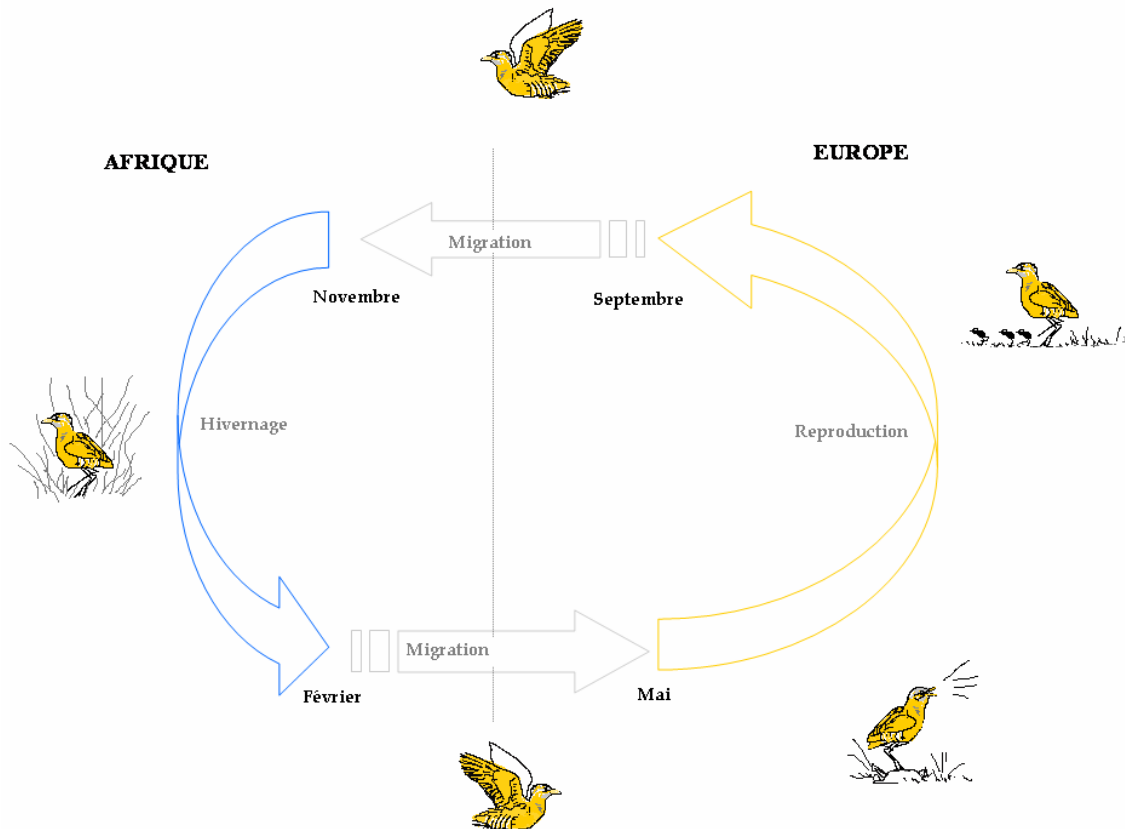 AFRIQUE
EUROPE
Migration
Novembre
Septembre
Hivernage
Reproduction
Migration
Février
Mai